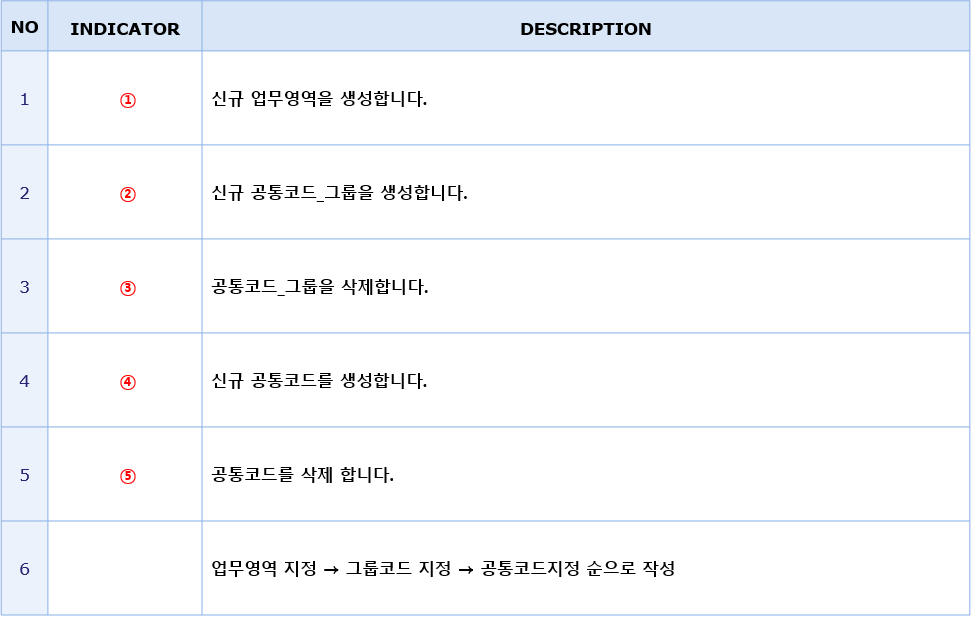 NO INDICATOR DESCRIPTION
1 ① 신규 업무영역을 생성합니다.
2 ② 신규 공통코드_그룹을 생성합니다.
3 ③ 공통코드_그룹을 삭제합니다.
4 ④ 신규 공통코드를 생성합니다.
5 ⑤ 공통코드를 삭제 합니다.
6 업무영역 지정 → 그룹코드 지정 → 공통코드지정 순으로 작성